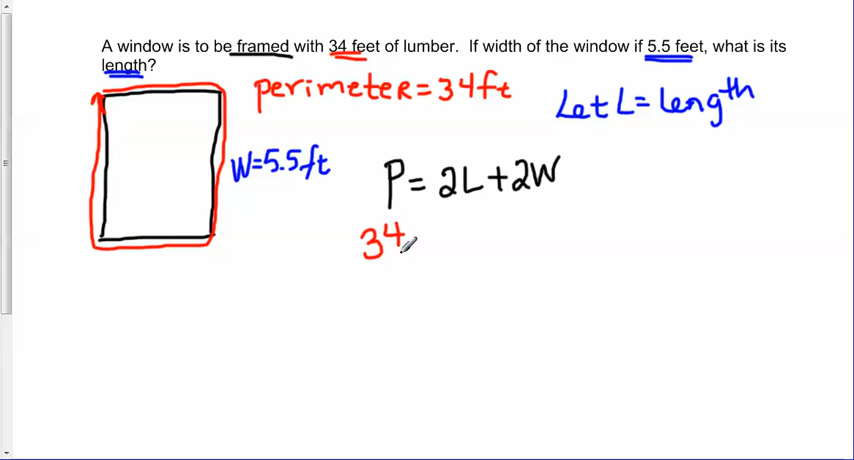 A window is to be framed with 34 feet of lumber. If width of the window if 5.5 feet, what is its
length?
perimeteR = 34ft
Let L = length
W=5.5ft
P = 2L + 2W
34